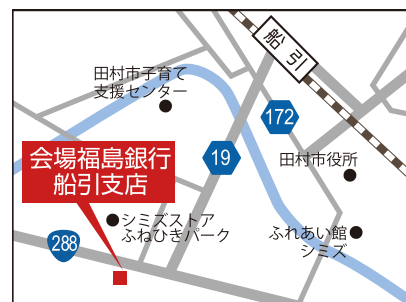 船引
田村市子育て
支援センター
172
19
会場福島銀行
船引支店
田村市役所
シミズストア
ふねひきパーク
ふれあい館
シミズ
288